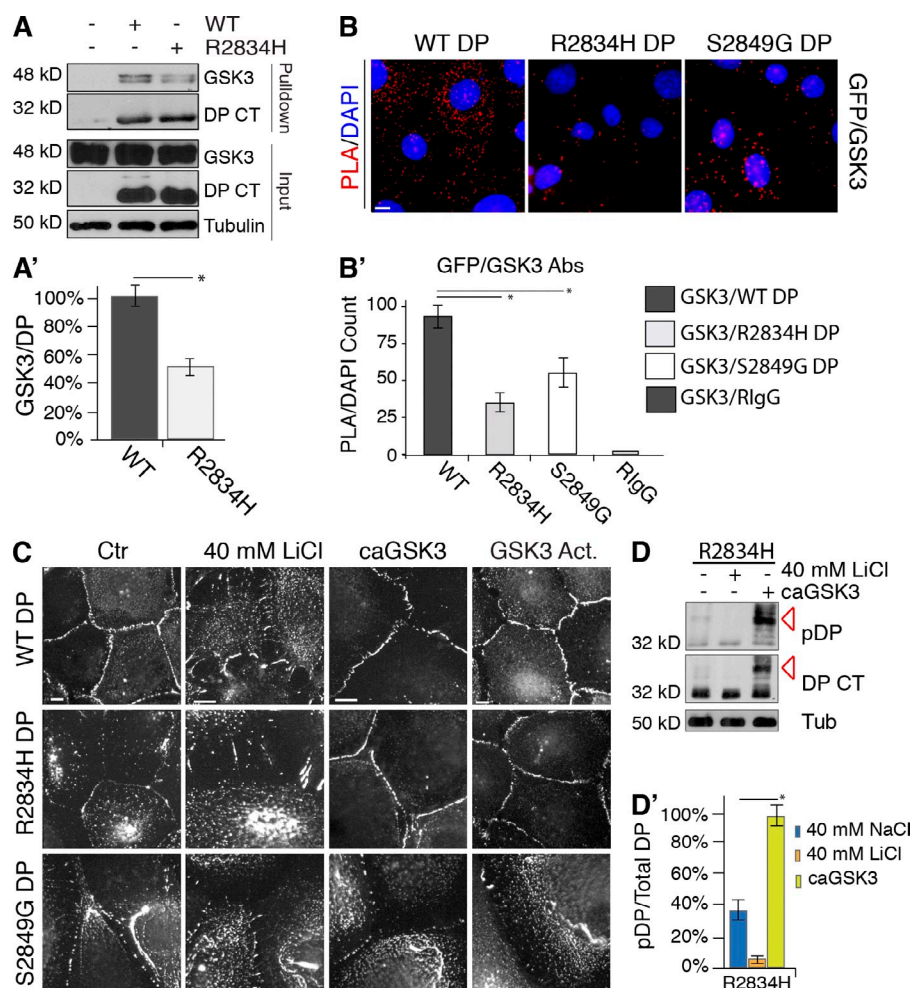 A
- + - WT
- - + R2834H
48 kD GSK3
32 kD DP CT
Pulldown
48 kD GSK3
32 kD DP CT
50 kD Tubulin
Input
A'
GSK3/DP
100%
80%
60%
40%
20%
0%
WT R2834H
*
B
WT DP R2834H DP S2849G DP
PLA/DAPI
GFP/GSK3
B'
GFP/GSK3 Abs
PLA/DAPI Count
100
75
50
25
0
* *
WT R2834H S2849G RIgG
GSK3/WT DP
GSK3/R2834H DP
GSK3/S2849G DP
GSK3/RIgG
C
Ctr 40 mM LiCl caGSK3 GSK3 Act.
WT DP
R2834H DP
S2849G DP
D
R2834H
- + - 40 mM LiCl
- - + caGSK3
pDP
32 kD
DP CT
32 kD
50 kD Tub
D'
pDP/Total DP
100%
80%
60%
40%
20%
0%
*
R2834H
40 mM NaCl
40 mM LiCl
caGSK3